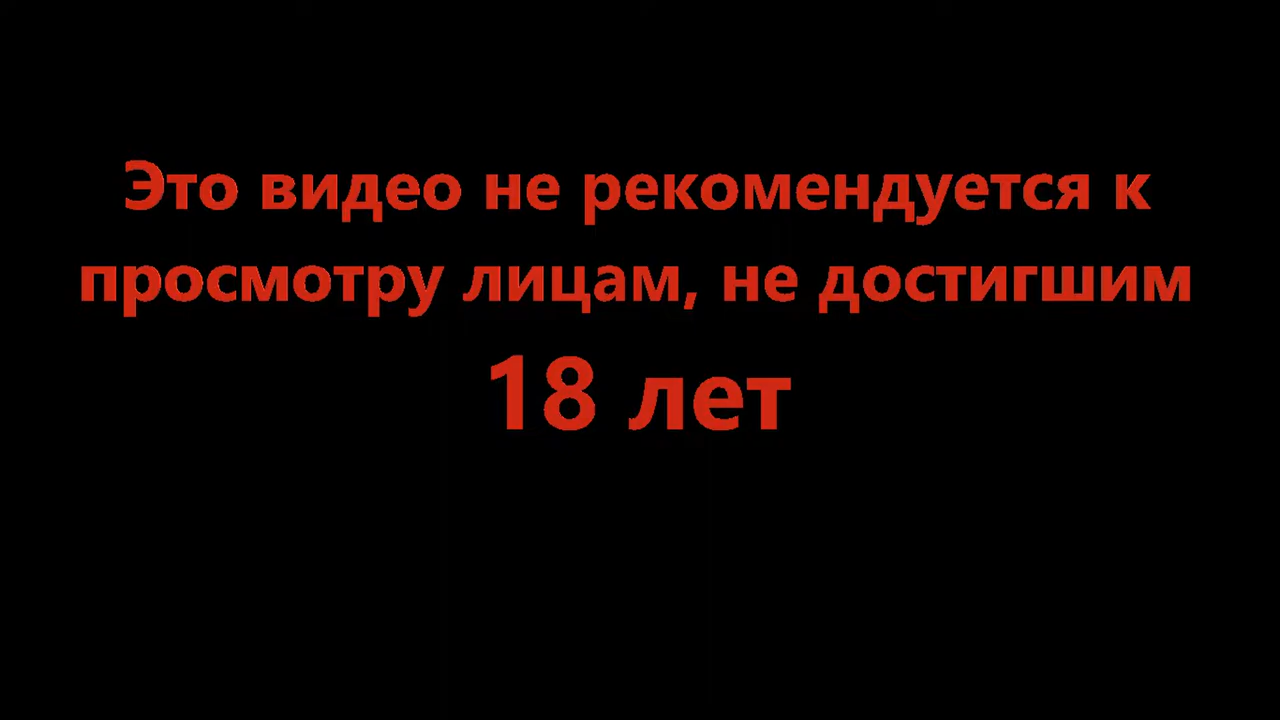 Это видео не рекомендуется к
просмотру лицам, не достигшим
18 лет